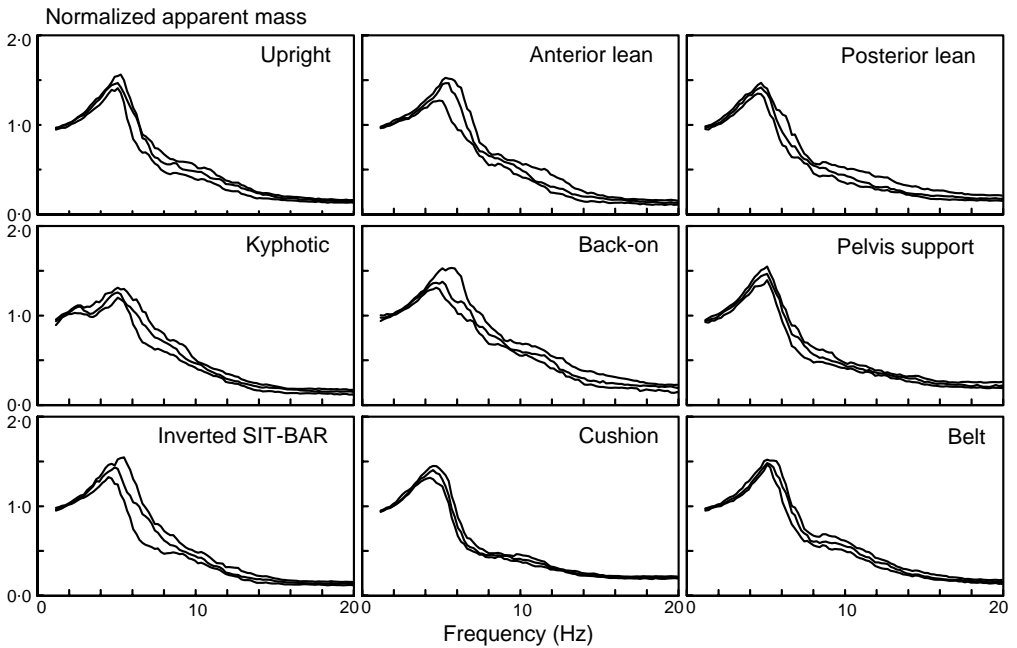 Normalized apparent mass
2·0
Upright
Anterior lean
Posterior lean
1·0
0·0
2·0
Kyphotic
Back-on
Pelvis support
1·0
0·0
2·0
Inverted SIT-BAR
Cushion
Belt
1·0
0·0
0 10 20 0 10 20 0 10 20
Frequency (Hz)